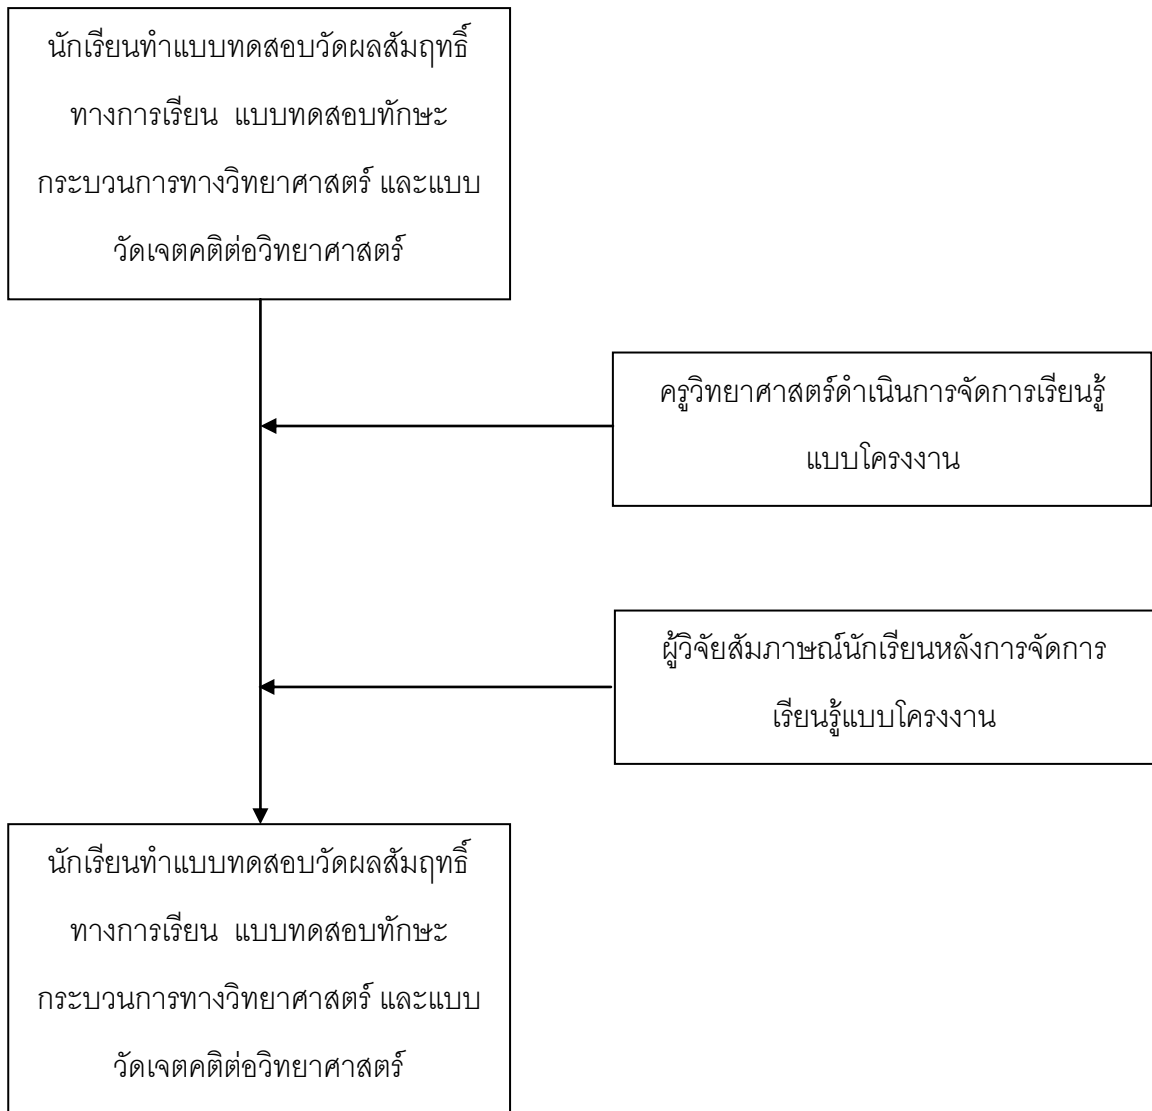 นักเรียนทำแบบทดสอบวัดผลสัมฤทธิ์
ทางการเรียน แบบทดสอบทักษะ
กระบวนการทางวิทยาศาสตร์ และแบบ
วัดเจตคติต่อวิทยาศาสตร์
ครูวิทยาศาสตร์ดำเนินการจัดการเรียนรู้
แบบโครงงาน
ผู้วิจัยสัมภาษณ์นักเรียนหลังการจัดการ
เรียนรู้แบบโครงงาน
นักเรียนทำแบบทดสอบวัดผลสัมฤทธิ์
ทางการเรียน แบบทดสอบทักษะ
กระบวนการทางวิทยาศาสตร์ และแบบ
วัดเจตคติต่อวิทยาศาสตร์